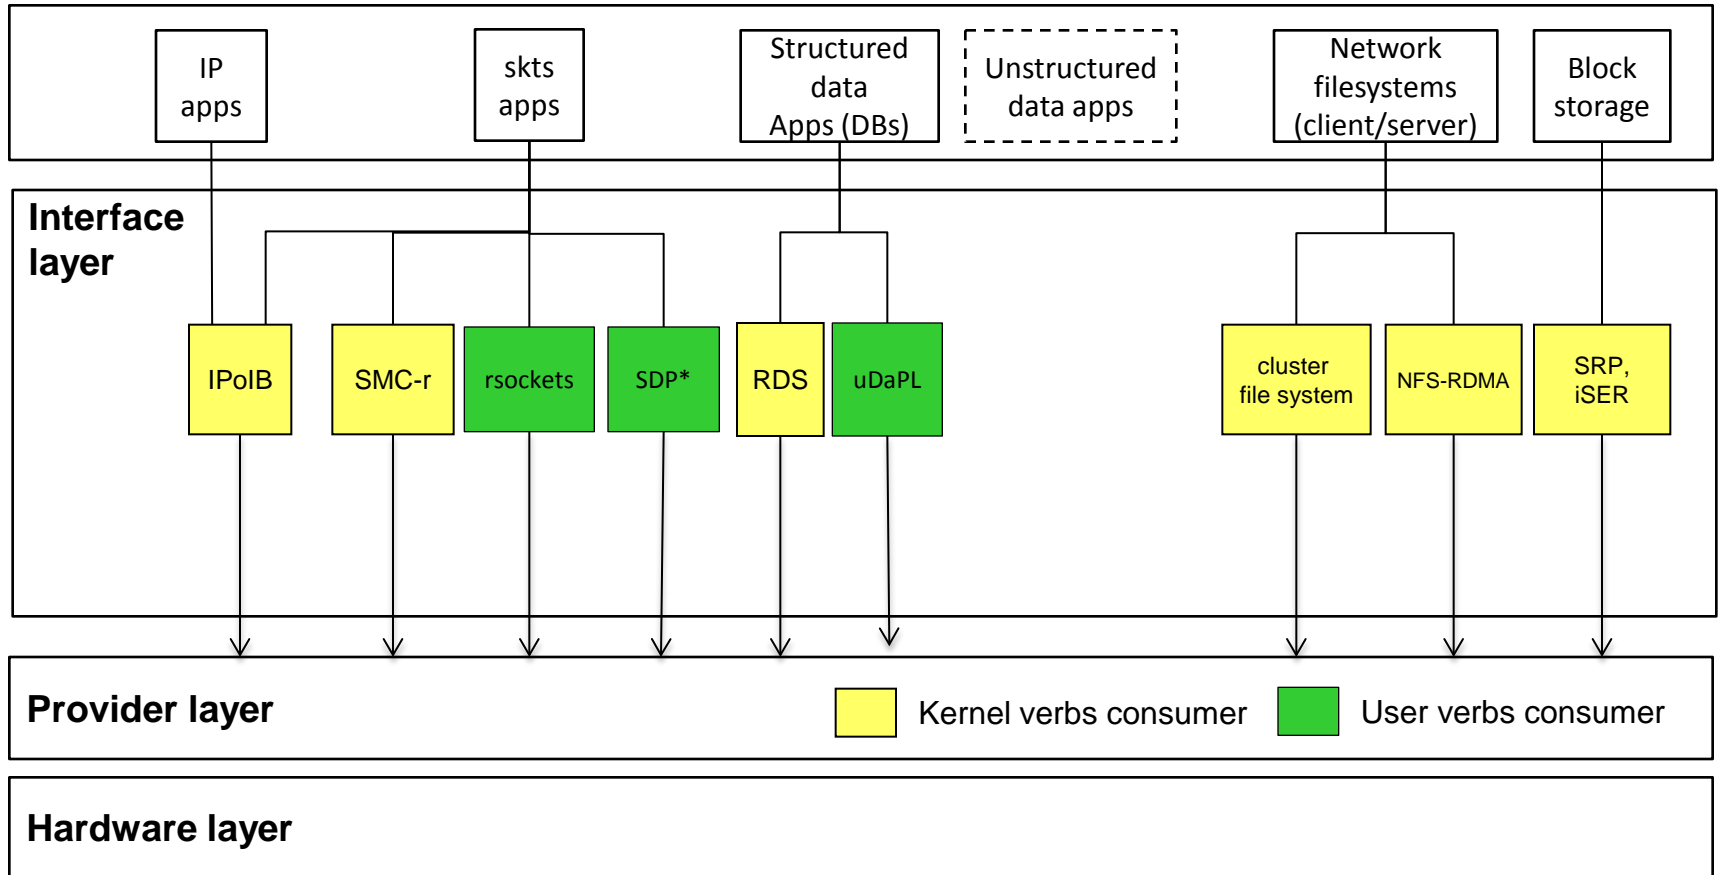 IP
apps
skts
apps
Structured
data
Apps (DBs)
Unstructured
data apps
Network
filesystems
(client/server)
Block
storage
Interface
layer
IPoIB
SMC-r
rsockets
SDP*
RDS
uDaPL
cluster
file system
NFS-RDMA
SRP,
iSER
Provider layer
Kernel verbs consumer
User verbs consumer
Hardware layer